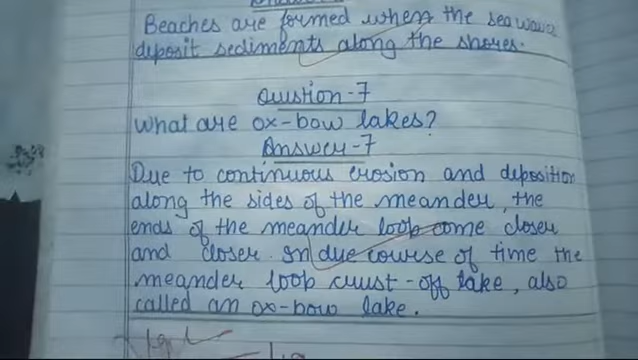 Beaches are formed when the sea waves
deposit sediments along the shores.
Question-7
What are ox-bow lakes?
Answer-7
Due to continuous erosion and deposition
along the sides of the meander, the
ends of the meander loop come closer
and closer. In due course of time the
meander loop cuust-off lake, also
called an ox-bow lake.